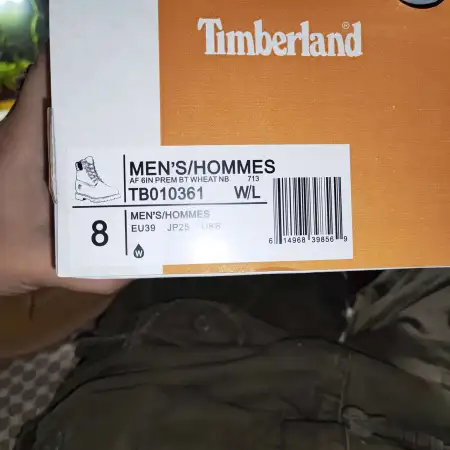 Timberland
MEN'S/HOMMES
AF 6IN PREM BT WHEAT NB 713
TB010361 W/L
8
MEN'S/HOMMES
EU39 JP25
W
6 14968 39856 9